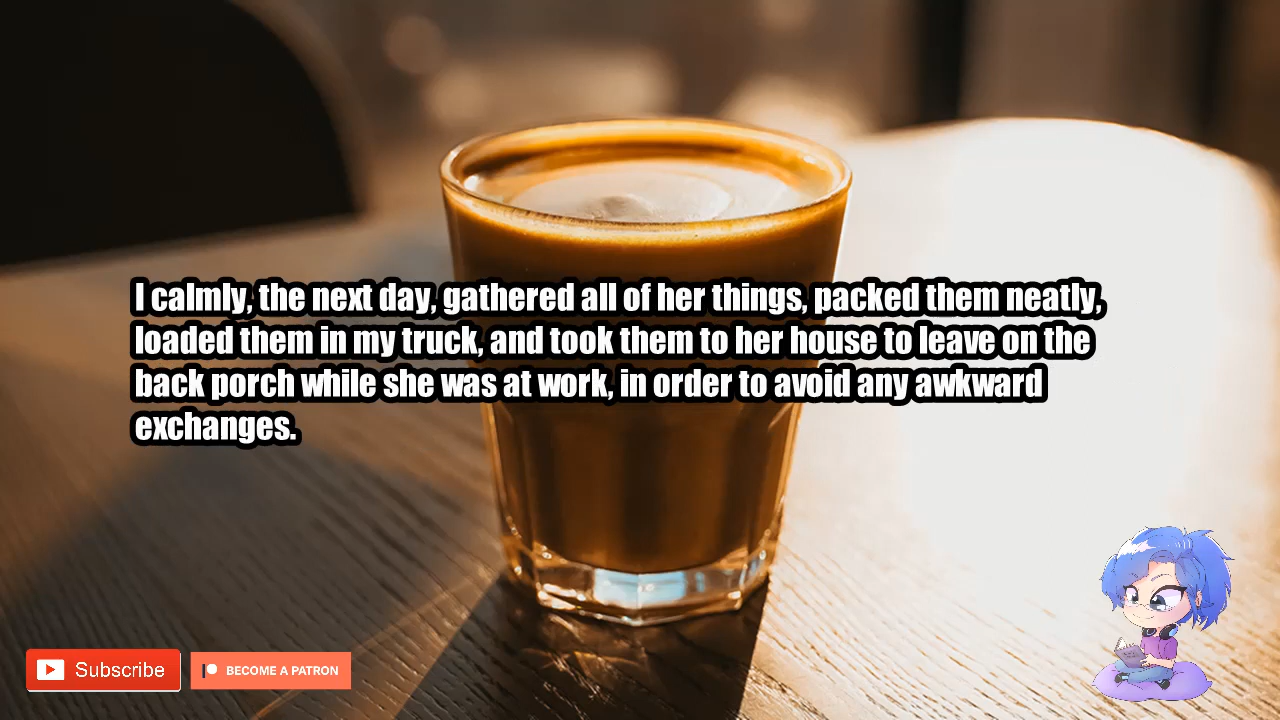 I calmly, the next day, gathered all of her things, packed them neatly,
loaded them in my truck, and took them to her house to leave on the
back porch while she was at work, in order to avoid any awkward
exchanges.
Subscribe
BECOME A PATRON